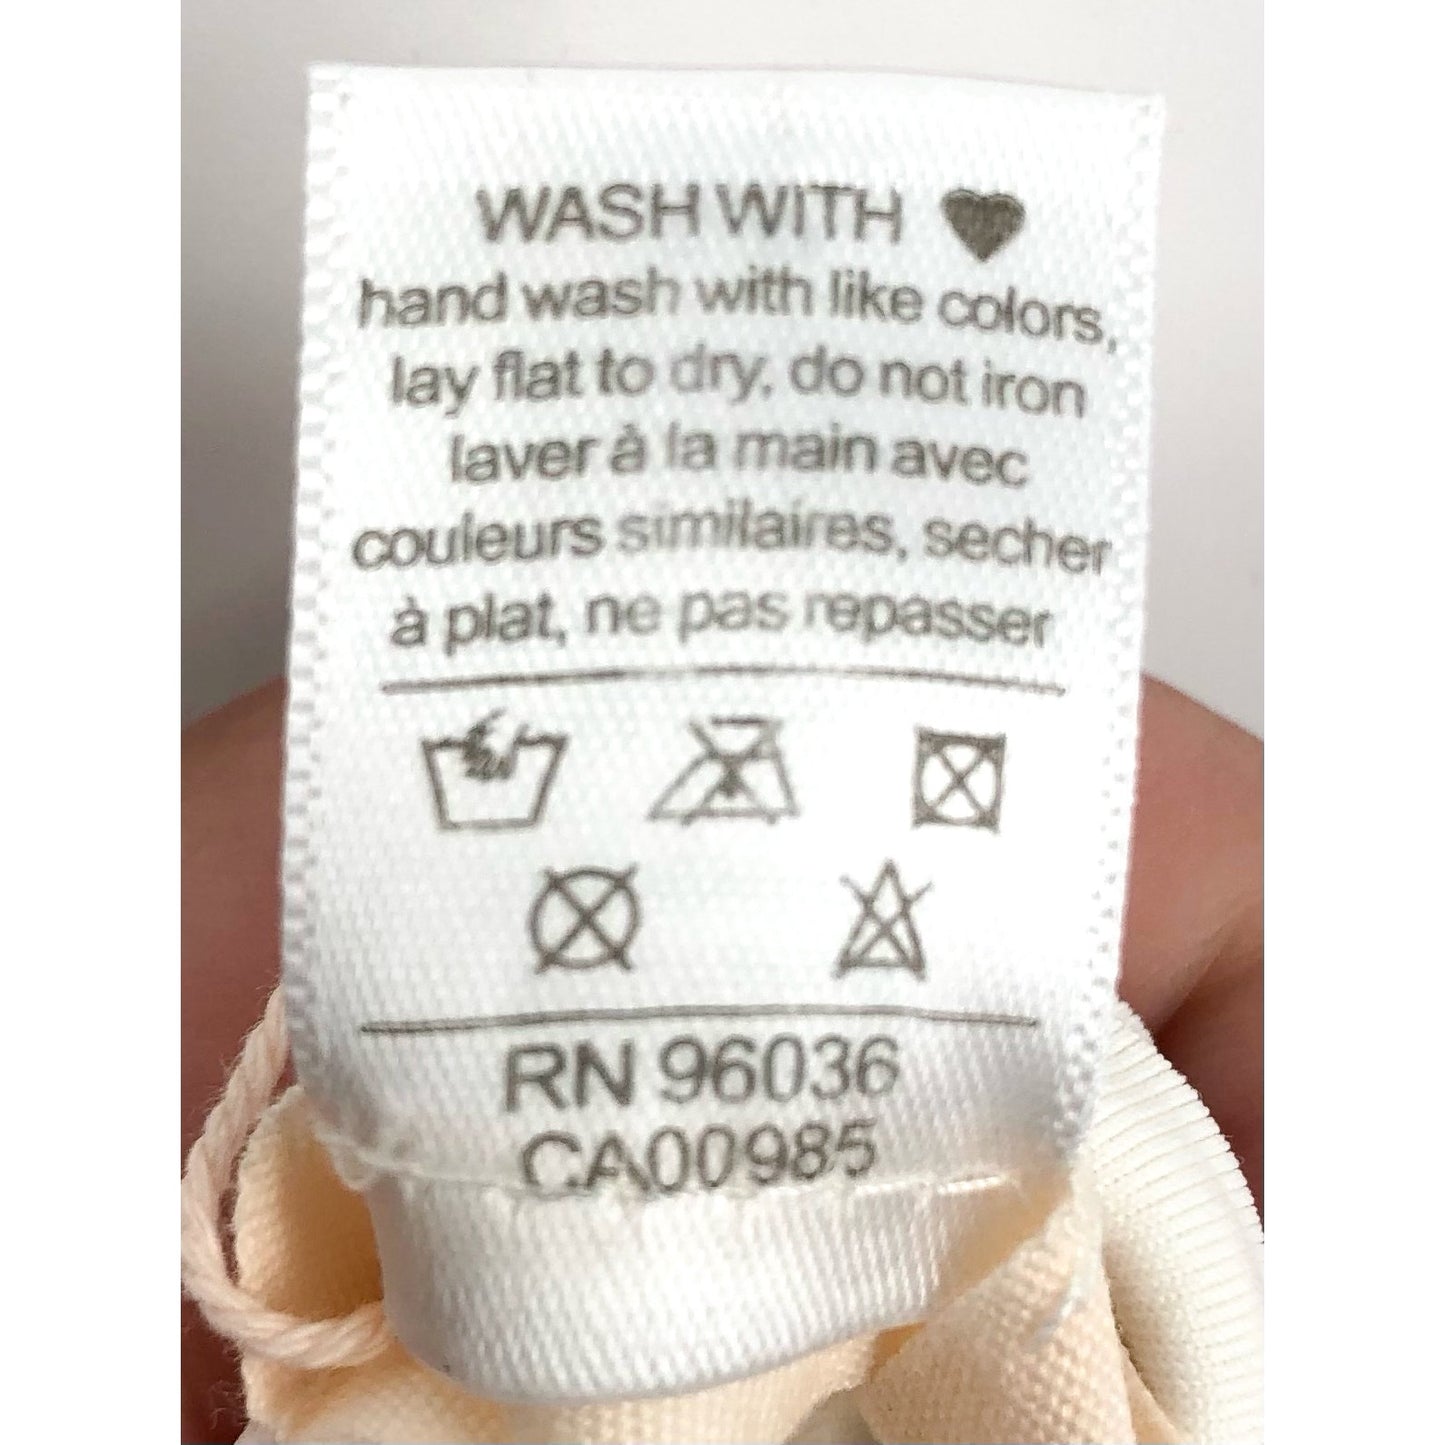 WASH WITH ♥
hand wash with like colors,
lay flat to dry, do not iron
laver à la main avec
couleurs similaires, secher
à plat, ne pas repasser
RN 96036
CA00985